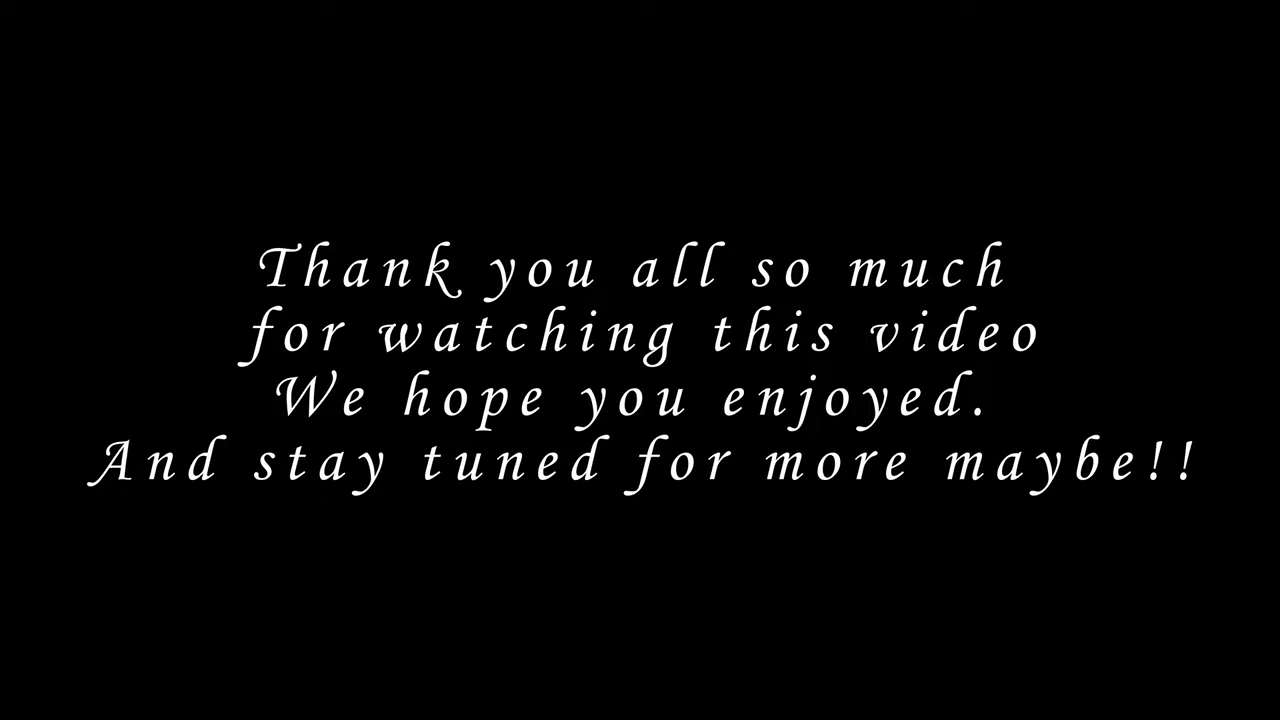 Thank you all so much
for watching this video
We hope you enjoyed.
And stay tuned for more maybe!!